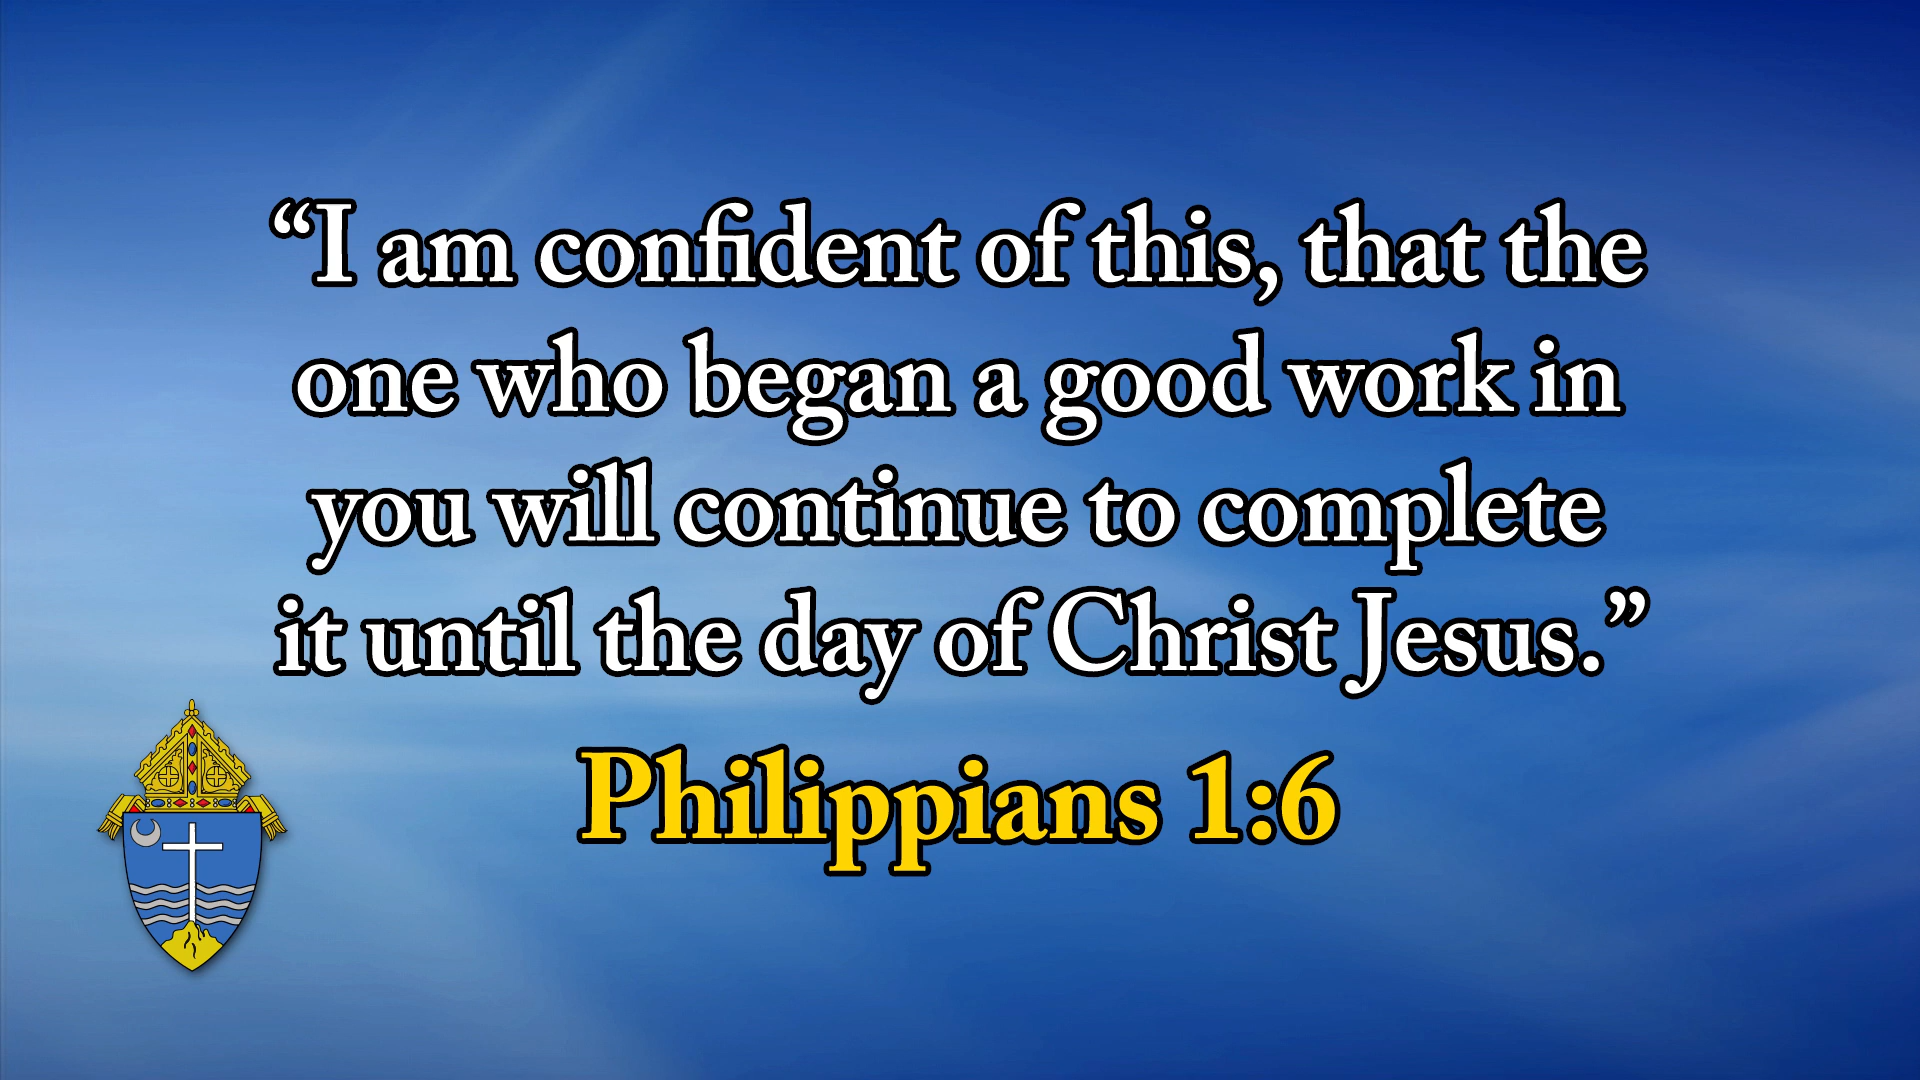 “I am confident of this, that the
one who began a good work in
you will continue to complete
it until the day of Christ Jesus.”
Philippians 1:6